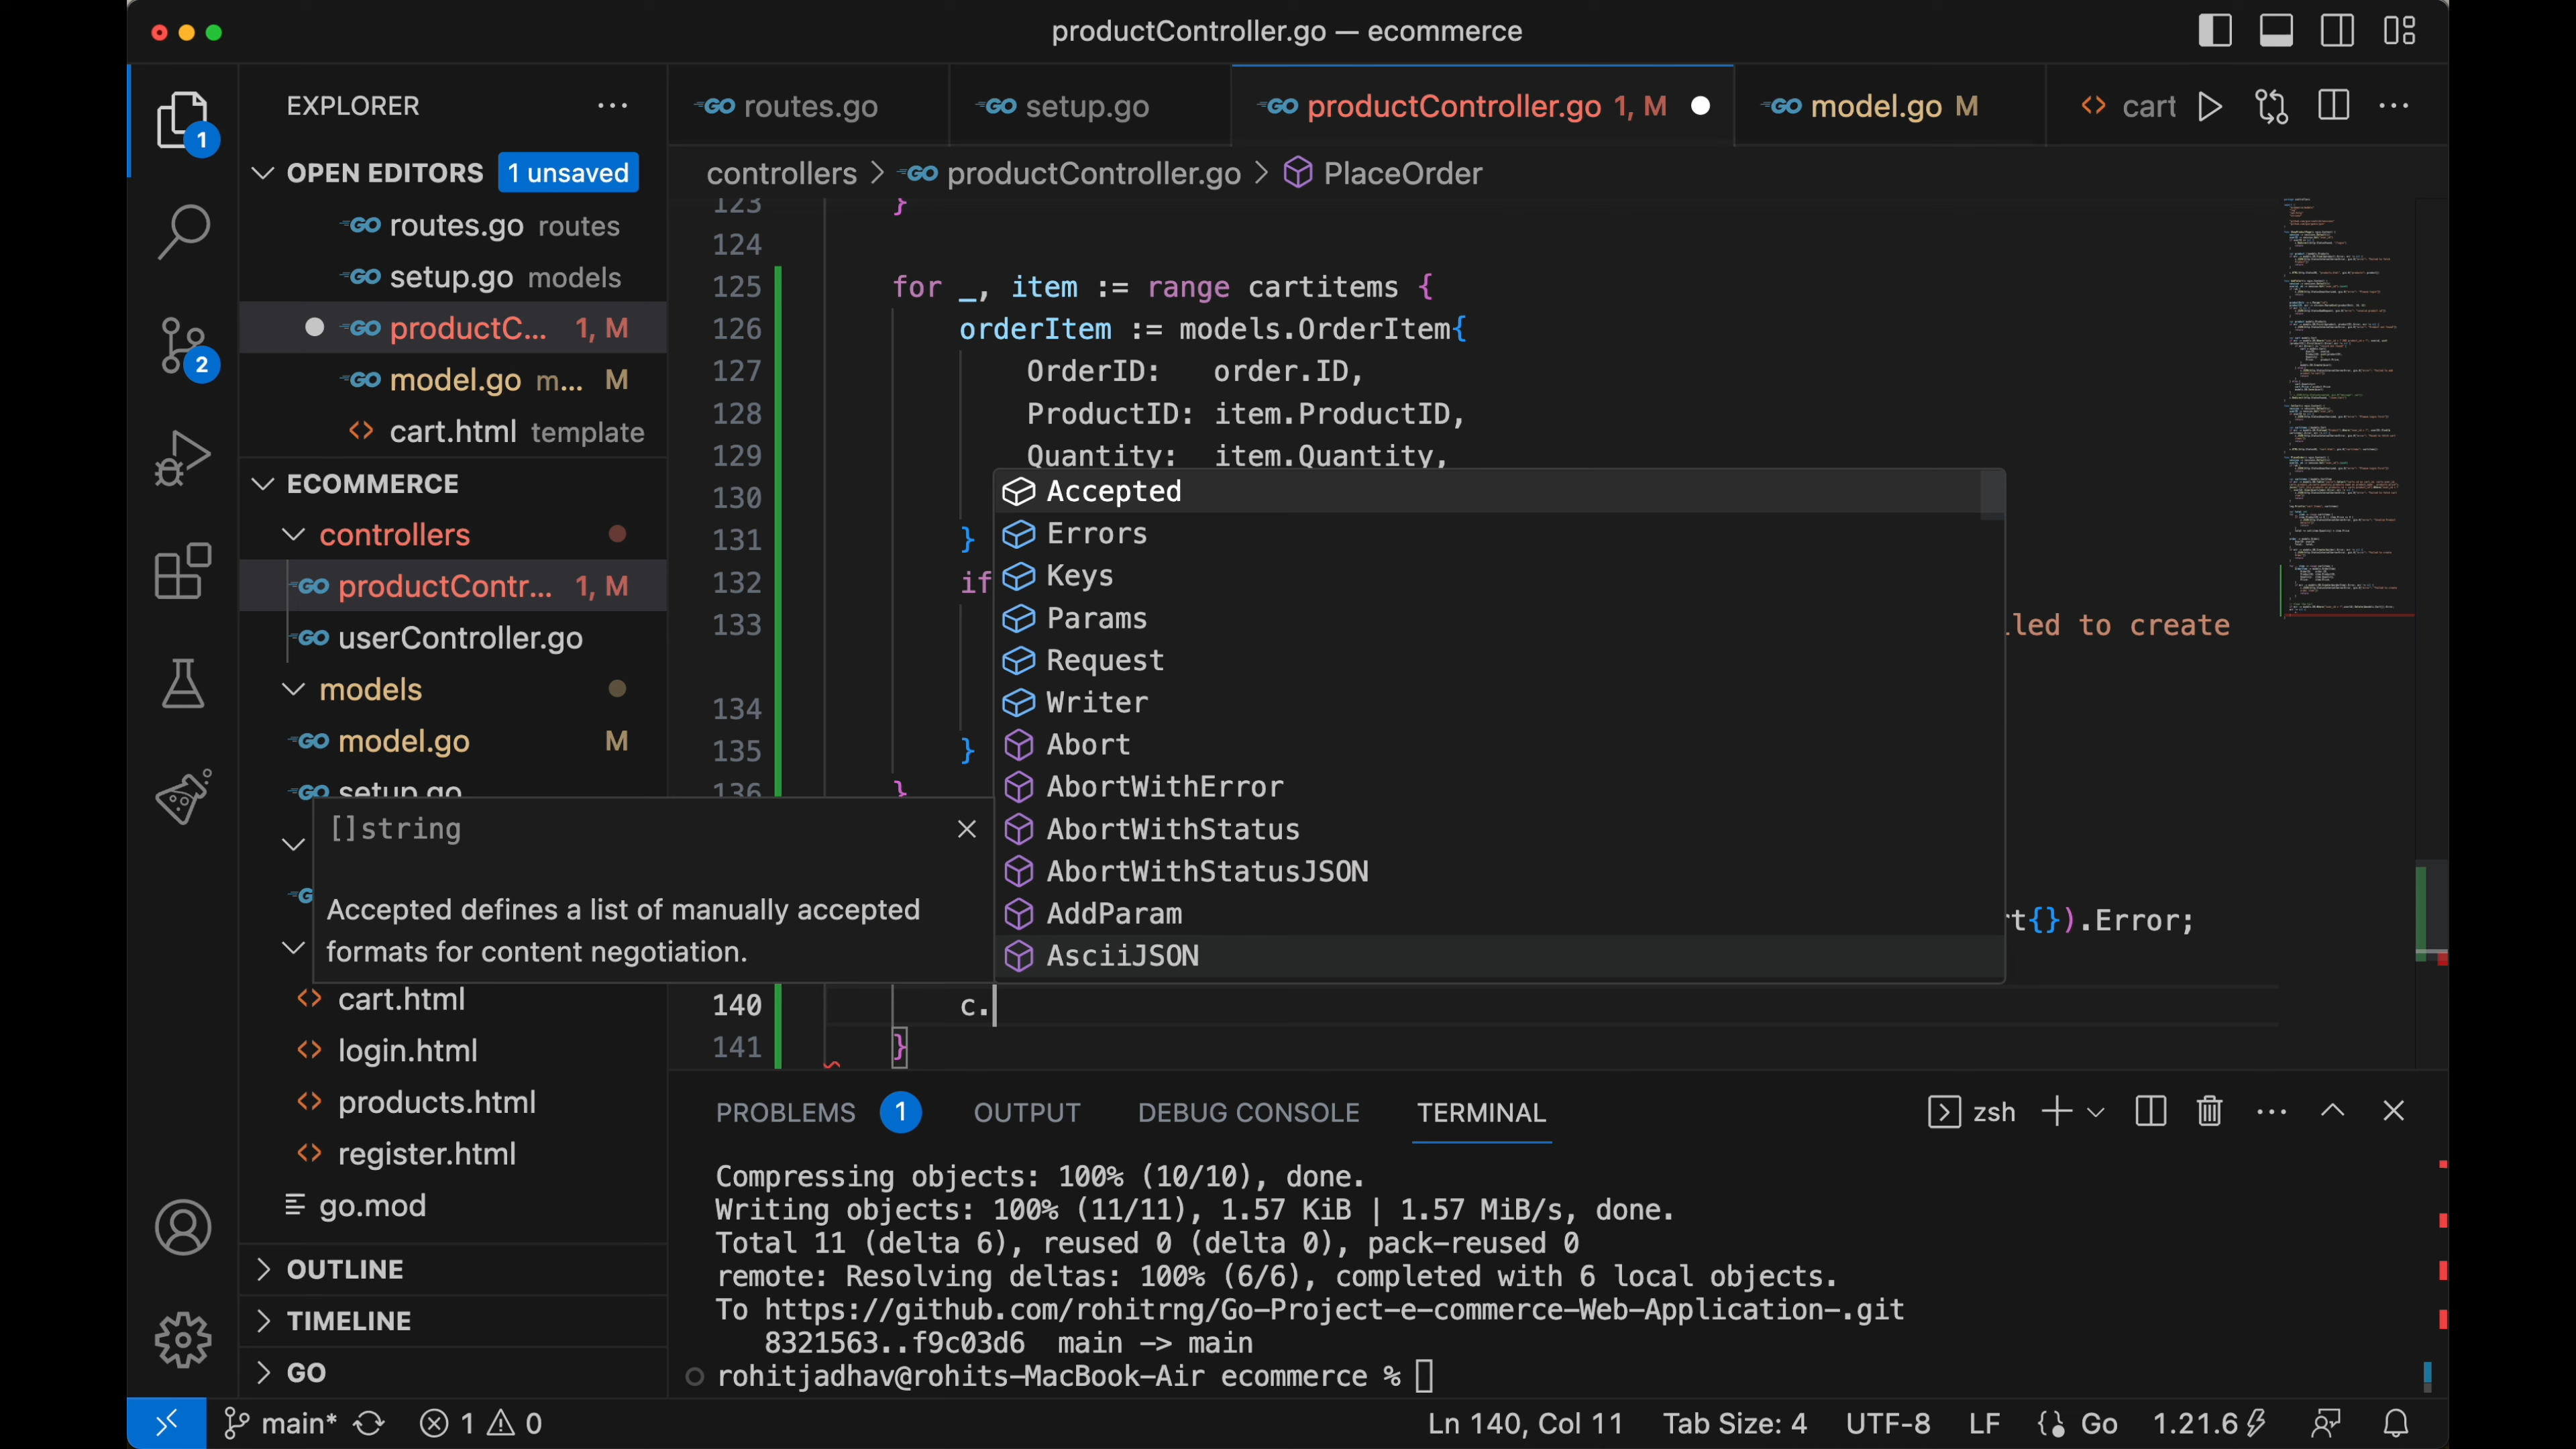 productController.go — ecommerce
EXPLORER
OPEN EDITORS 1 unsaved
routes.go routes
setup.go models
productC... 1, M
model.go m... M
cart.html template
ECOMMERCE
controllers
productContr... 1, M
userController.go
models
model.go M
setup.go
cart.html
login.html
products.html
register.html
go.mod
OUTLINE
TIMELINE
GO
1
2
routes.go
setup.go
productController.go 1, M
model.go M
cart
controllers > productController.go > PlaceOrder
123 }
124
125 for _, item := range cartitems {
126 orderItem := models.OrderItem{
127 OrderID: order.ID,
128 ProductID: item.ProductID,
129 Quantity: item.Quantity,
130
131 }
132 if
133 led to create
134
135 }
136 }
{}).Error;
140 c.
141 }
Accepted
Errors
Keys
Params
Request
Writer
Abort
AbortWithError
AbortWithStatus
AbortWithStatusJSON
AddParam
AsciiJSON
[]string
Accepted defines a list of manually accepted
formats for content negotiation.
PROBLEMS 1 OUTPUT DEBUG CONSOLE TERMINAL zsh
Compressing objects: 100% (10/10), done.
Writing objects: 100% (11/11), 1.57 KiB | 1.57 MiB/s, done.
Total 11 (delta 6), reused 0 (delta 0), pack-reused 0
remote: Resolving deltas: 100% (6/6), completed with 6 local objects.
To https://github.com/rohitrng/Go-Project-e-commerce-Web-Application-.git
8321563..f9c03d6 main -> main
rohitjadhav@rohits-MacBook-Air ecommerce %
main* 1 0 Ln 140, Col 11 Tab Size: 4 UTF-8 LF Go 1.21.6